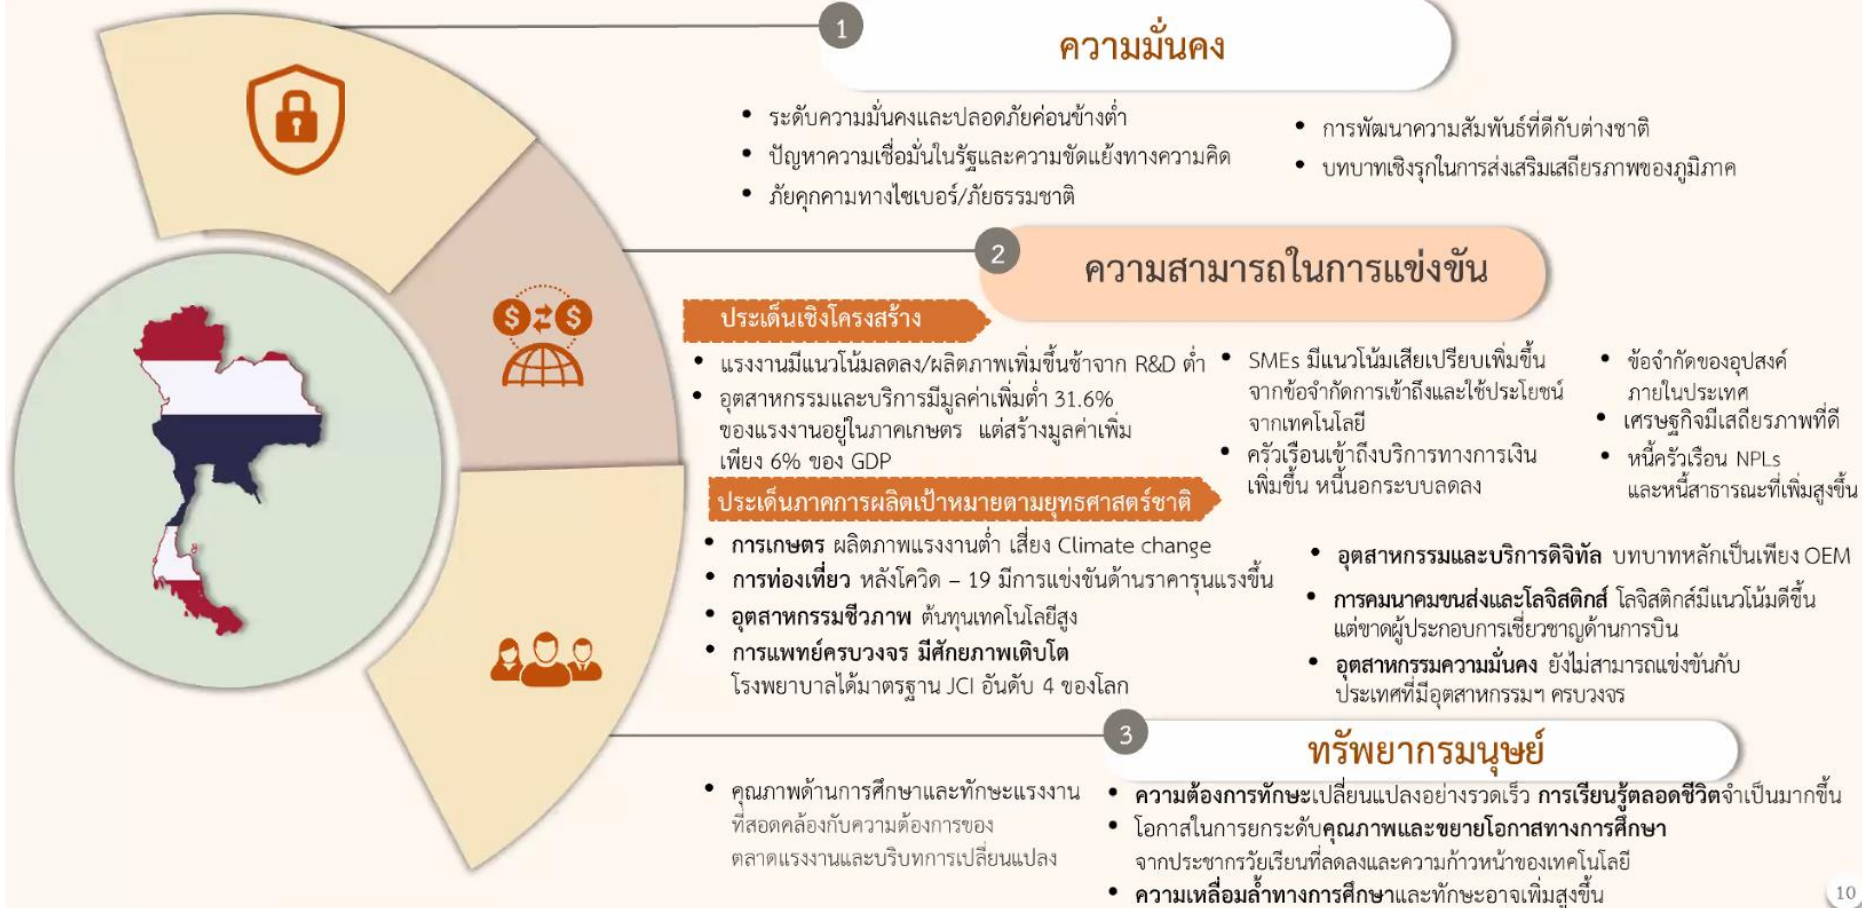 1
ความมั่นคง
• ระดับความมั่นคงและปลอดภัยค่อนข้างต่ำ
• ปัญหาความเชื่อมั่นในรัฐและความขัดแย้งทางความคิด
• ภัยคุกคามทางไซเบอร์/ภัยธรรมชาติ
• การพัฒนาความสัมพันธ์ที่ดีกับต่างชาติ
• บทบาทเชิงรุกในการส่งเสริมเสถียรภาพของภูมิภาค
2
ความสามารถในการแข่งขัน
ประเด็นเชิงโครงสร้าง
• แรงงานมีแนวโน้มลดลง/ผลิตภาพเพิ่มขึ้นช้าจาก R&D ต่ำ
• อุตสาหกรรมและบริการมีมูลค่าเพิ่มต่ำ 31.6%
ของแรงงานอยู่ในภาคเกษตร แต่สร้างมูลค่าเพิ่ม
เพียง 6% ของ GDP
• SMEs มีแนวโน้มเสียเปรียบเพิ่มขึ้น
จากข้อจำกัดการเข้าถึงและใช้ประโยชน์
จากเทคโนโลยี
• ครัวเรือนเข้าถึงบริการทางการเงิน
เพิ่มขึ้น หนี้นอกระบบลดลง
• ข้อจำกัดของอุปสงค์
ภายในประเทศ
• เศรษฐกิจมีเสถียรภาพที่ดี
• หนี้ครัวเรือน NPLs
และหนี้สาธารณะที่เพิ่มสูงขึ้น
ประเด็นภาคการผลิตเป้าหมายตามยุทธศาสตร์ชาติ
• การเกษตร ผลิตภาพแรงงานต่ำ เสี่ยง Climate change
• การท่องเที่ยว หลังโควิด – 19 มีการแข่งขันด้านราคารุนแรงขึ้น
• อุตสาหกรรมชีวภาพ ต้นทุนเทคโนโลยีสูง
• การแพทย์ครบวงจร มีศักยภาพเติบโต
โรงพยาบาลได้มาตรฐาน JCI อันดับ 4 ของโลก
• อุตสาหกรรมและบริการดิจิทัล บทบาทหลักเป็นเพียง OEM
• การคมนาคมขนส่งและโลจิสติกส์ โลจิสติกส์มีแนวโน้มดีขึ้น
แต่ขาดผู้ประกอบการเชี่ยวชาญด้านการบิน
• อุตสาหกรรมความมั่นคง ยังไม่สามารถแข่งขันกับ
ประเทศที่มีอุตสาหกรรมฯ ครบวงจร
3
ทรัพยากรมนุษย์
• คุณภาพด้านการศึกษาและทักษะแรงงาน
ที่สอดคล้องกับความต้องการของ
ตลาดแรงงานและบริบทการเปลี่ยนแปลง
• ความต้องการทักษะเปลี่ยนแปลงอย่างรวดเร็ว การเรียนรู้ตลอดชีวิตจำเป็นมากขึ้น
• โอกาสในการยกระดับคุณภาพและขยายโอกาสทางการศึกษา
จากประชากรวัยเรียนที่ลดลงและความก้าวหน้าของเทคโนโลยี
• ความเหลื่อมล้ำทางการศึกษาและทักษะอาจเพิ่มสูงขึ้น
10